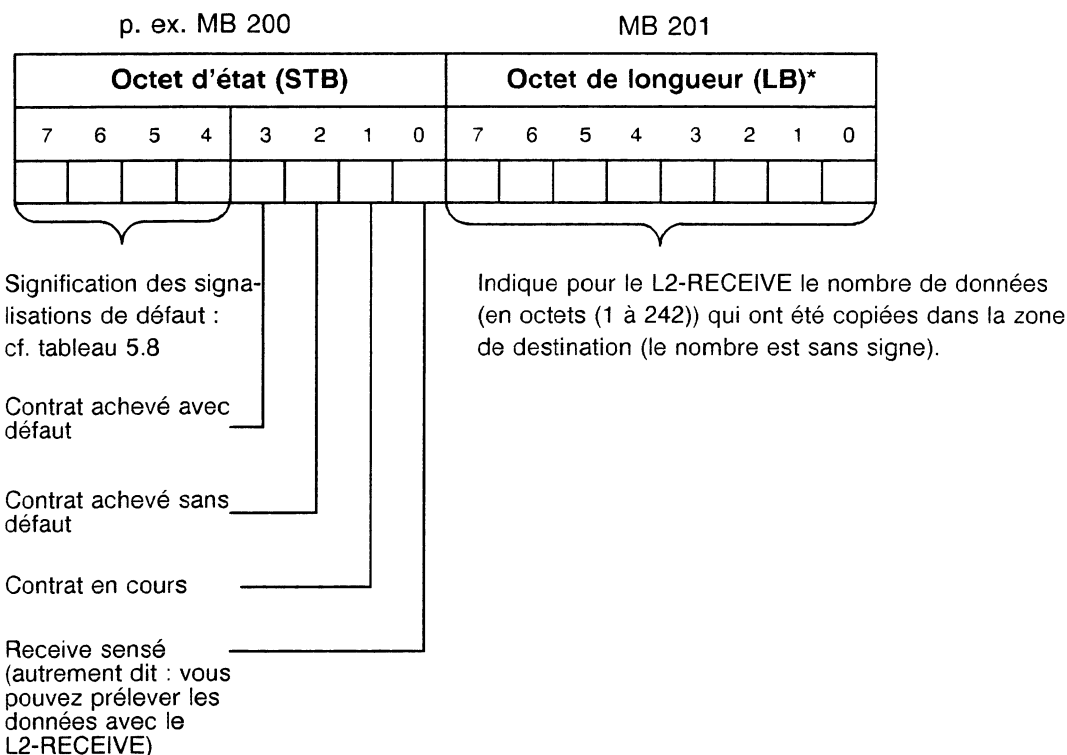 p. ex. MB 200
MB 201
Octet d'état (STB)
Octet de longueur (LB)*
7 6 5 4 3 2 1 0 7 6 5 4 3 2 1 0
Signification des signa-
lisations de défaut :
cf. tableau 5.8
Indique pour le L2-RECEIVE le nombre de données
(en octets (1 à 242)) qui ont été copiées dans la zone
de destination (le nombre est sans signe).
Contrat achevé avec
défaut
Contrat achevé sans
défaut
Contrat en cours
Receive sensé
(autrement dit : vous
pouvez prélever les
données avec le
L2-RECEIVE)